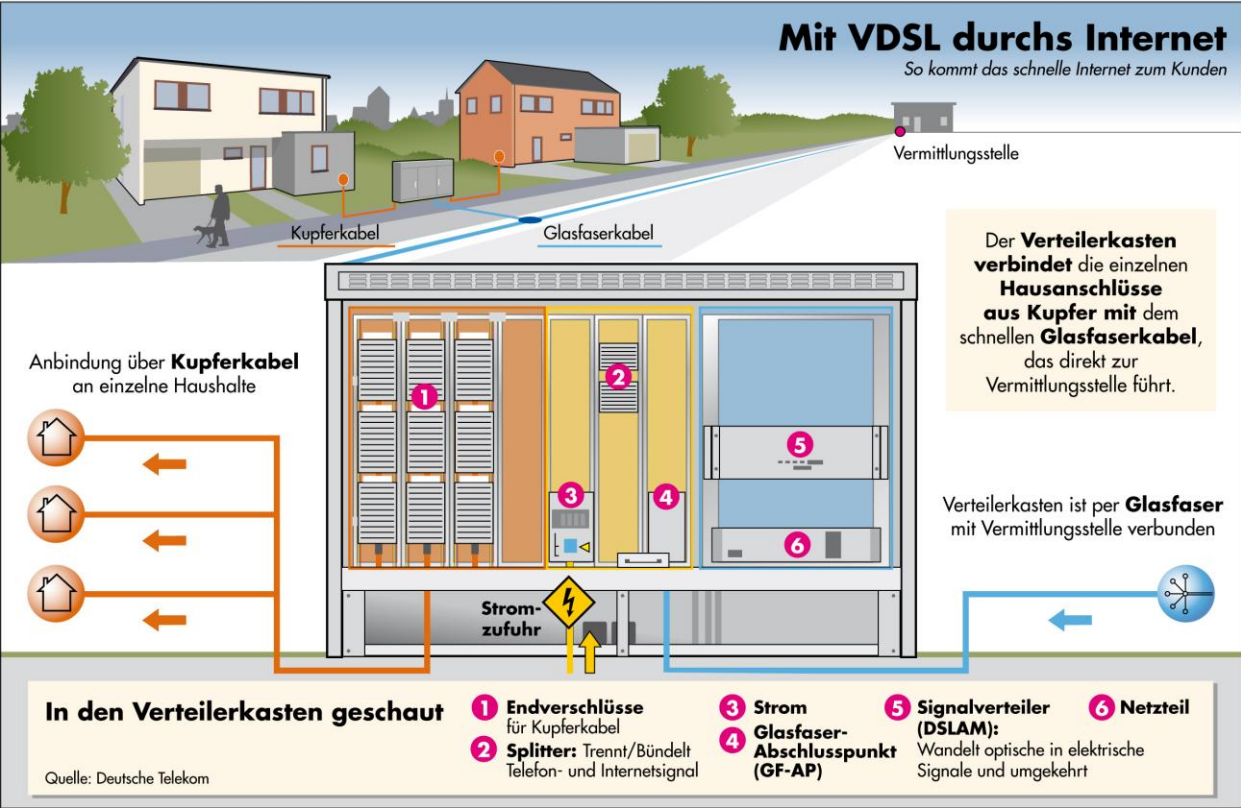 Mit VDSL durchs Internet
So kommt das schnelle Internet zum Kunden
Vermittlungsstelle
Kupferkabel
Glasfaserkabel
Der Verteilerkasten
verbindet die einzelnen
Hausanschlüsse
aus Kupfer mit dem
schnellen Glasfaserkabel,
das direkt zur
Vermittlungsstelle führt.
Anbindung über Kupferkabel
an einzelne Haushalte
1
2
3
4
5
6
Verteilerkasten ist per Glasfaser
mit Vermittlungsstelle verbunden
Strom-
zufuhr
In den Verteilerkasten geschaut
Quelle: Deutsche Telekom
1 Endverschlüsse
für Kupferkabel
2 Splitter: Trennt/Bündelt
Telefon- und Internetsignal
3 Strom
4 Glasfaser-
Abschlusspunkt
(GF-AP)
5 Signalverteiler
(DSLAM):
Wandelt optische in elektrische
Signale und umgekehrt
6 Netzteil